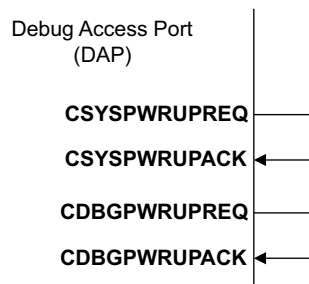 Debug Access Port
(DAP)
CSYSPWRUPREQ
CSYSPWRUPACK
CDBGPWRUPREQ
CDBGPWRUPACK